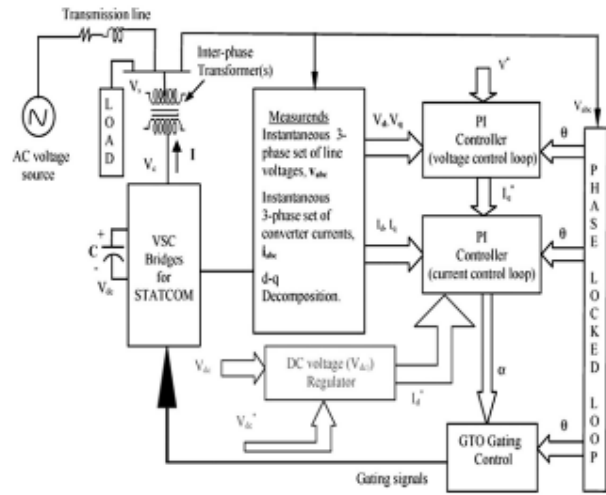 Transmission line
Inter-phase
Transformer(s)
V*
Vs
LOAD
AC voltage
source
I
Vc
Measurends
Instantaneous 3-
phase set of line
voltages, vabc
Instantaneous
3-phase set of
converter currents,
iabc
d-q
Decomposition.
Vd, Vq
PI
Controller
(voltage control loop)
θ
Vabc
Iq*
Id, Iq
PI
Controller
(current control loop)
θ
PHASE LOCKED LOOP
+
C
-
Vdc
VSC
Bridges
for
STATCOM
Vdc
DC voltage (Vdc)
Regulator
Id*
Vdc*
α
GTO Gating
Control
θ
Gating signals